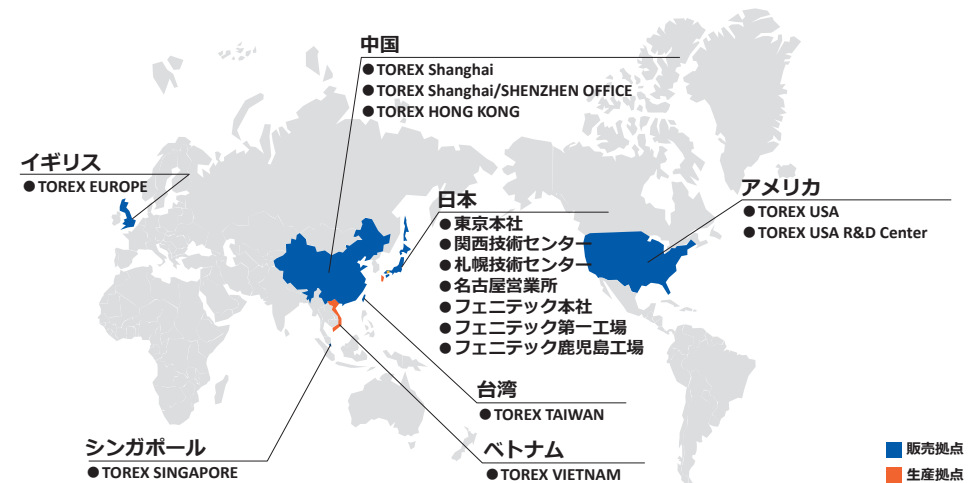 中国
● TOREX Shanghai
● TOREX Shanghai/SHENZHEN OFFICE
● TOREX HONG KONG
イギリス
● TOREX EUROPE
日本
● 東京本社
● 関西技術センター
● 札幌技術センター
● 名古屋営業所
● フェニテック本社
● フェニテック第一工場
● フェニテック鹿児島工場
アメリカ
● TOREX USA
● TOREX USA R&D Center
台湾
● TOREX TAIWAN
シンガポール
● TOREX SINGAPORE
ベトナム
● TOREX VIETNAM
販売拠点
生産拠点